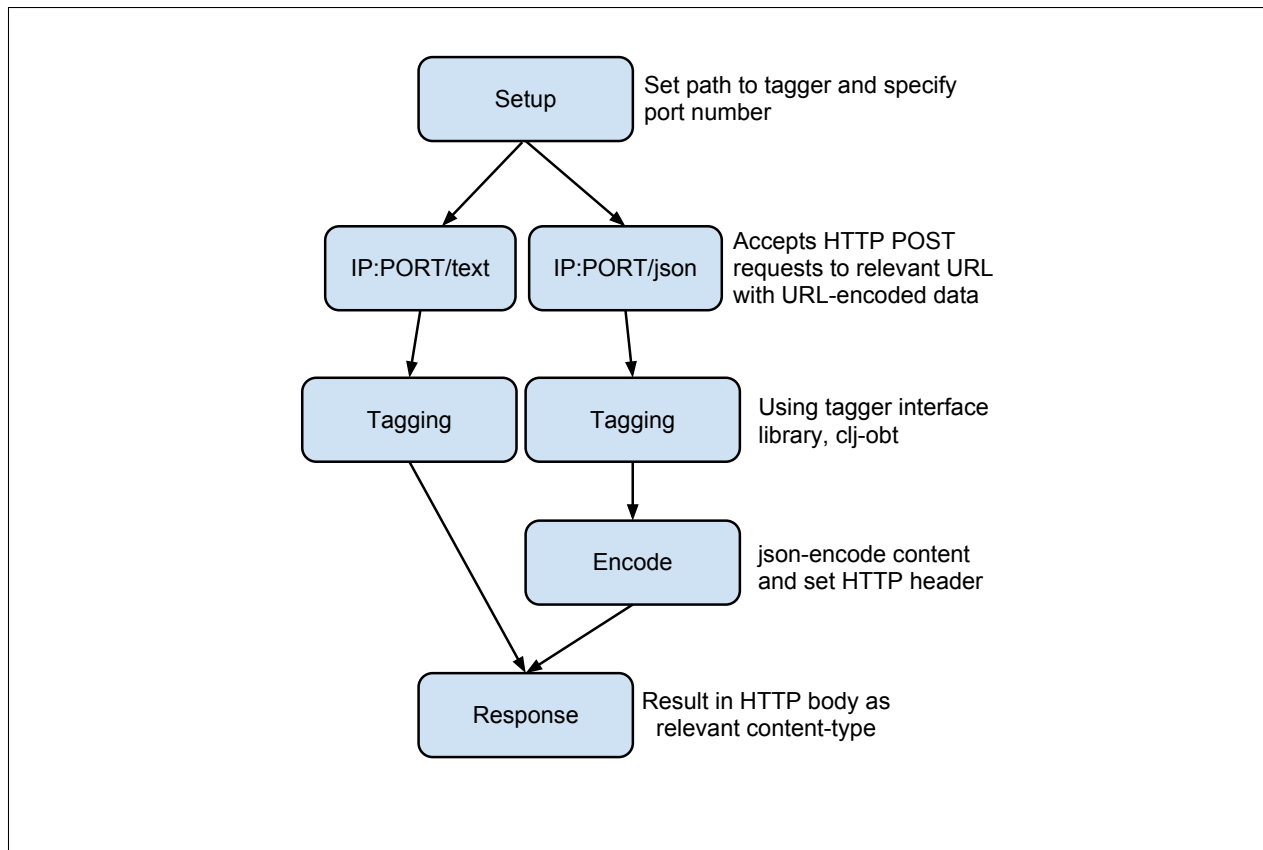 Setup
Set path to tagger and specify
port number
IP:PORT/text
IP:PORT/json
Accepts HTTP POST
requests to relevant URL
with URL-encoded data
Tagging
Tagging
Using tagger interface
library, clj-obt
Encode
json-encode content
and set HTTP header
Response
Result in HTTP body as
relevant content-type